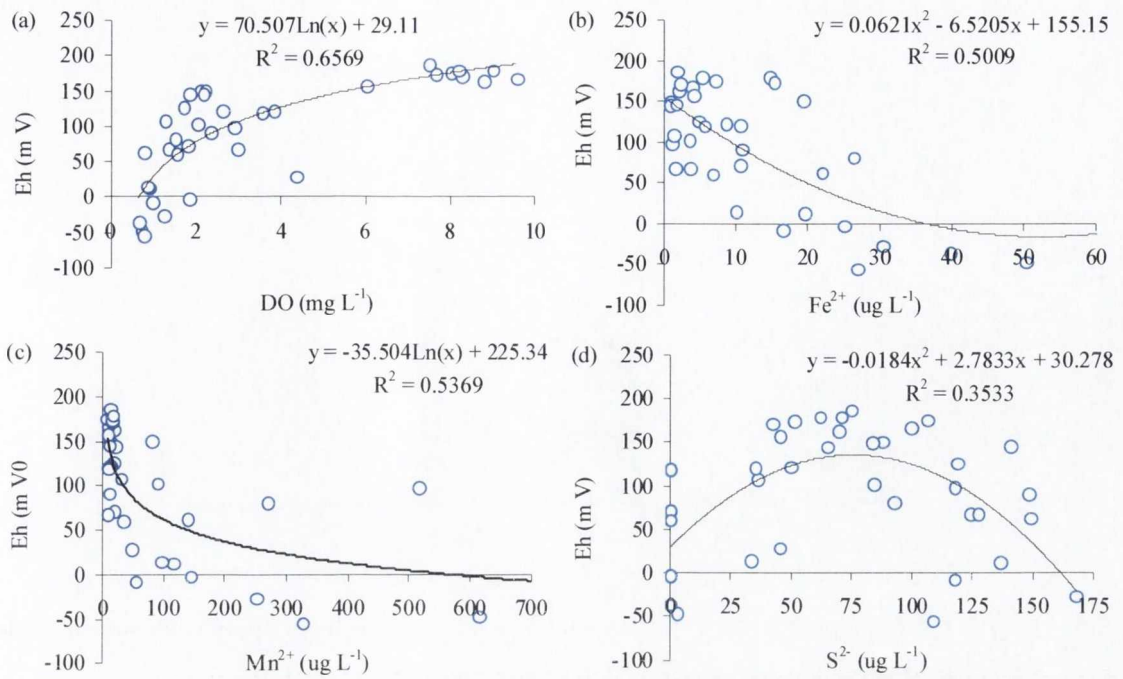 (a)
y = 70.507Ln(x) + 29.11
R² = 0.6569
250
200
150
100
50
0
-50
-100
Eh (m V)
0 2 4 6 8 10
DO (mg L⁻¹)
(b)
y = 0.0621x² - 6.5205x + 155.15
R² = 0.5009
250
200
150
100
50
0
-50
-100
Eh (m V)
0 10 20 30 40 50 60
Fe²⁺ (ug L⁻¹)
(c)
y = -35.504Ln(x) + 225.34
R² = 0.5369
250
200
150
100
50
0
-50
-100
Eh (m V0
0 100 200 300 400 500 600 700
Mn²⁺ (ug L⁻¹)
(d)
y = -0.0184x² + 2.7833x + 30.278
R² = 0.3533
250
200
150
100
50
0
-50
-100
Eh (m V)
0 25 50 75 100 125 150 175
S²⁻ (ug L⁻¹)